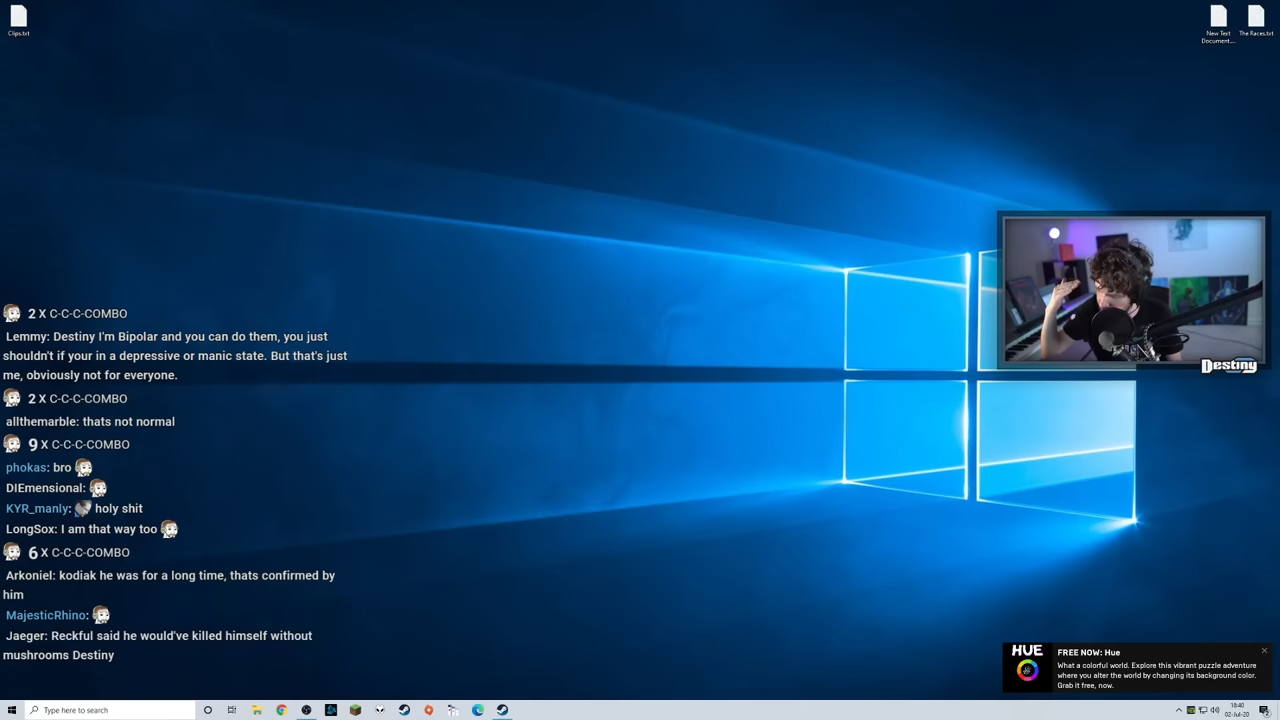 Clips.txt
New Text
Document....
The Races.txt
2 X C-C-C-COMBO
Lemmy: Destiny I'm Bipolar and you can do them, you just
shouldn't if your in a depressive or manic state. But that's just
me, obviously not for everyone.
2 X C-C-C-COMBO
allthemarble: thats not normal
9 X C-C-C-COMBO
phokas: bro
DIEmensional:
KYR_manly: holy shit
LongSox: I am that way too
6 X C-C-C-COMBO
Arkoniel: kodiak he was for a long time, thats confirmed by
him
MajesticRhino:
Jaeger: Reckful said he would've killed himself without
mushrooms Destiny
Destiny
HUE
FREE NOW: Hue
What a colorful world. Explore this vibrant puzzle adventure
where you alter the world by changing its background color.
Grab it free, now.
Type here to search
18:40
02-Jul-20